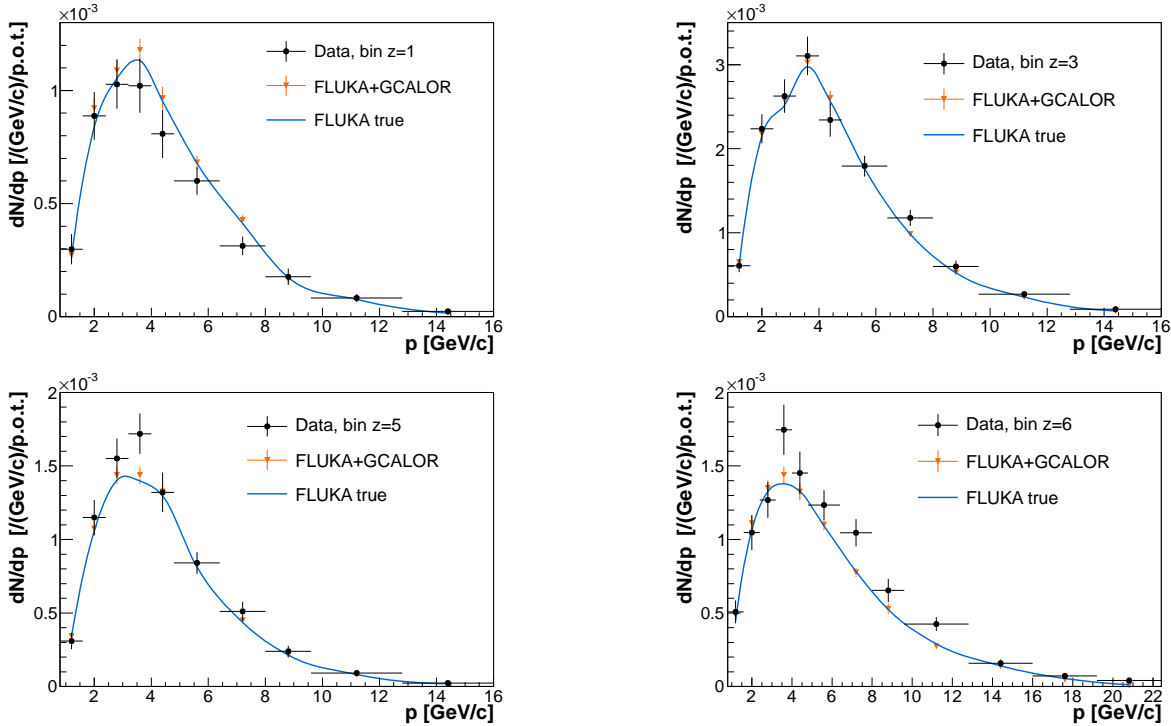 ×10⁻³
dN/dp [/(GeV/c)/p.o.t.]
1
0.5
0
Data, bin z=1
FLUKA+GCALOR
FLUKA true
2 4 6 8 10 12 14 16
p [GeV/c]
×10⁻³
dN/dp [/(GeV/c)/p.o.t.]
3
2
1
0
Data, bin z=3
FLUKA+GCALOR
FLUKA true
2 4 6 8 10 12 14 16
p [GeV/c]
×10⁻³
dN/dp [/(GeV/c)/p.o.t.]
2
1.5
1
0.5
0
Data, bin z=5
FLUKA+GCALOR
FLUKA true
2 4 6 8 10 12 14 16
p [GeV/c]
×10⁻³
dN/dp [/(GeV/c)/p.o.t.]
2
1.5
1
0.5
0
Data, bin z=6
FLUKA+GCALOR
FLUKA true
2 4 6 8 10 12 14 16 18 20 22
p [GeV/c]